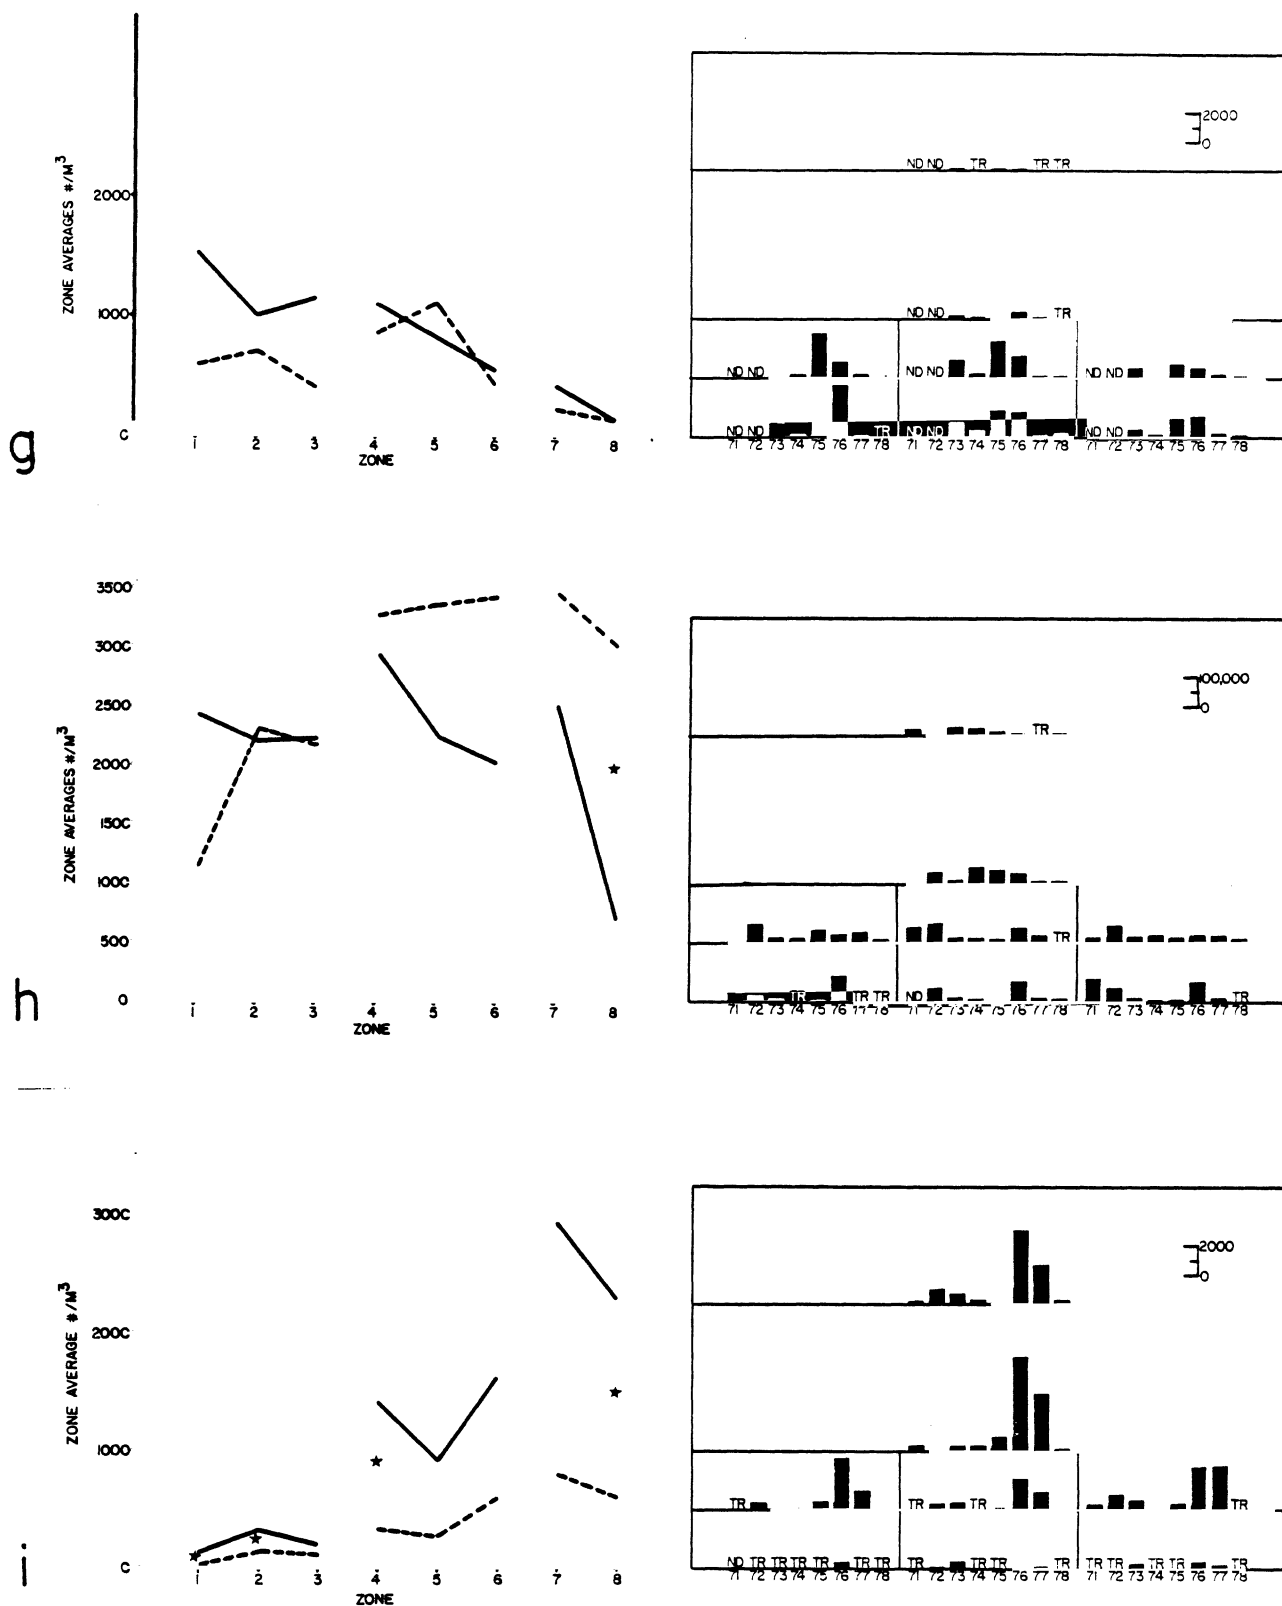 ZONE AVERAGES #/M³
2000
1000
C
1 2 3 4 5 6 7 8
ZONE
g
2000
0
ND ND TR TR TR
ND ND TR
ND ND ND ND ND ND
ND ND TR ND ND ND ND
71 72 73 74 75 76 77 78 71 72 73 74 75 76 77 78 71 72 73 74 75 76 77 78
ZONE AVERAGES #/M³
3500
300C
2500
2000
150C
100C
500
0
1 2 3 4 5 6 7 8
ZONE
h
100,000
0
TR
TR
TR TR TR ND TR
71 72 73 74 75 76 77 78 71 72 73 74 75 76 77 78 71 72 73 74 75 76 77 78
ZONE AVERAGE #/M³
300C
200C
1000
C
1 2 3 4 5 6 7 8
ZONE
i
2000
0
TR TR TR TR
ND TR TR TR TR TR TR TR TR TR TR TR TR TR TR TR
71 72 73 74 75 76 77 78 71 72 73 74 75 76 77 78 71 72 73 74 75 76 77 78